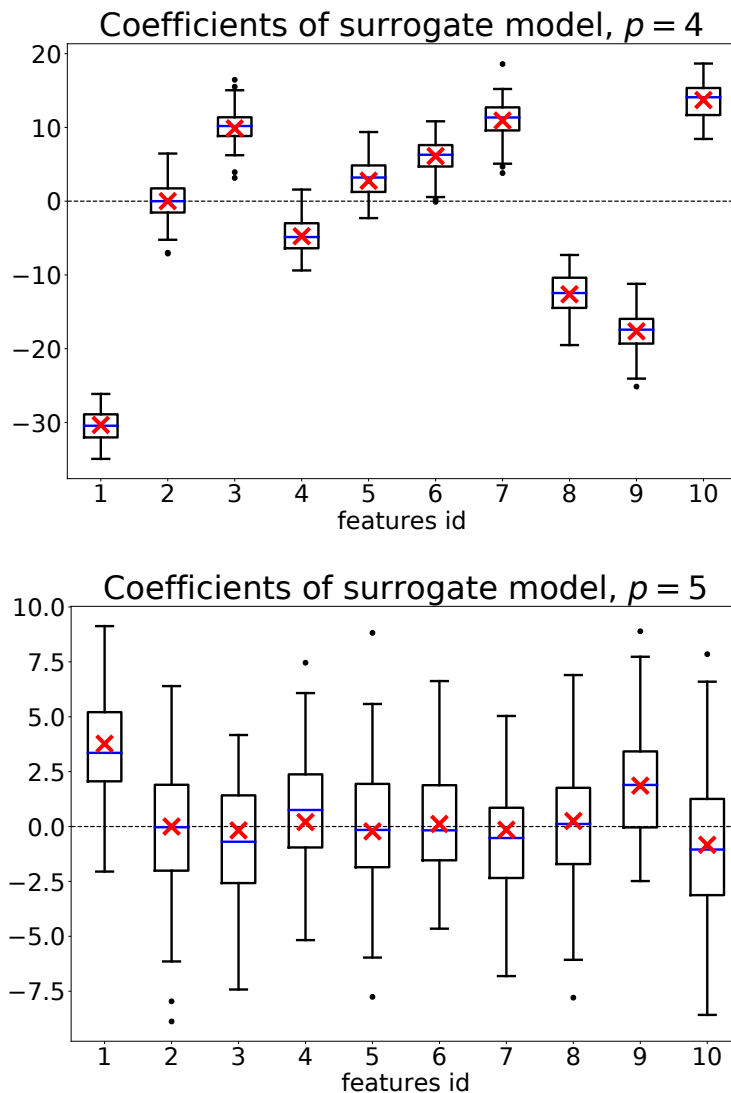 Coefficients of surrogate model, p = 4
20
10
0
−10
−20
−30
1 2 3 4 5 6 7 8 9 10
features id
Coefficients of surrogate model, p = 5
10.0
7.5
5.0
2.5
0.0
−2.5
−5.0
−7.5
1 2 3 4 5 6 7 8 9 10
features id